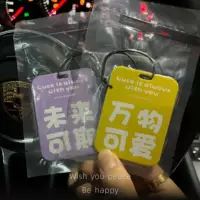 Luck is always
with you
未来
可期
Luck is always
with you
万物
可爱
Wish you peace
Be happy